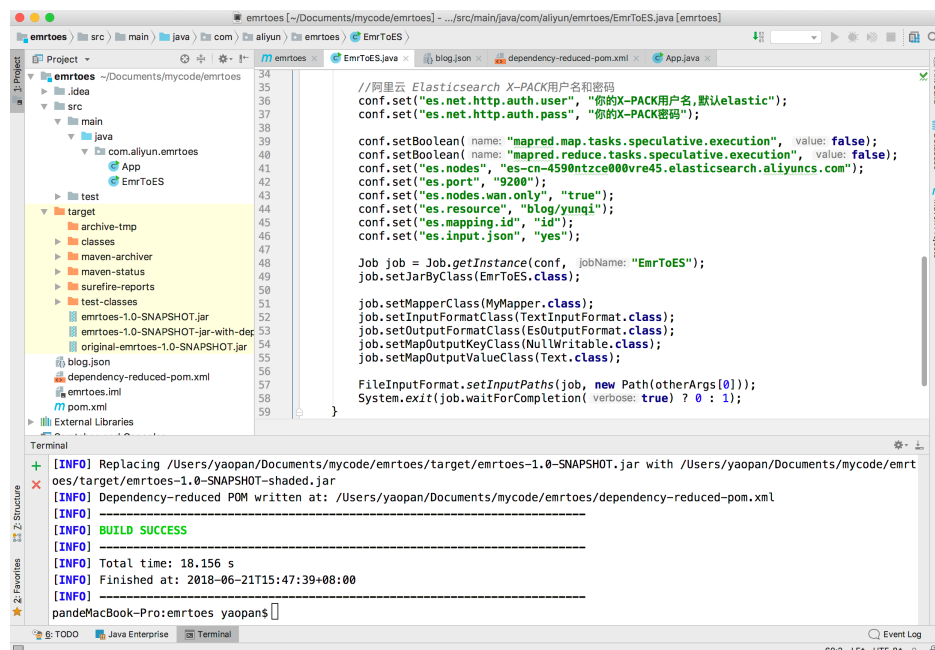 emrtoes [~/Documents/mycode/emrtoes] - .../src/main/java/com/aliyun/emrtoes/EmrToES.java [emrtoes]
emrtoes src main java com aliyun emrtoes EmrToES
1: Project
Project
emrtoes EmrToES.java blog.json dependency-reduced-pom.xml App.java
emrtoes ~/Documents/mycode/emrtoes
.idea
src
main
java
com.aliyun.emrtoes
App
EmrToES
test
target
archive-tmp
classes
maven-archiver
maven-status
surefire-reports
test-classes
emrtoes-1.0-SNAPSHOT.jar
emrtoes-1.0-SNAPSHOT-jar-with-dep
original-emrtoes-1.0-SNAPSHOT.jar
blog.json
dependency-reduced-pom.xml
emrtoes.iml
pom.xml
External Libraries
34
35 //阿里云 Elasticsearch X-PACK用户名和密码
36 conf.set("es.net.http.auth.user", "你的X-PACK用户名,默认elastic");
37 conf.set("es.net.http.auth.pass", "你的X-PACK密码");
38
39 conf.setBoolean( name: "mapred.map.tasks.speculative.execution", value: false);
40 conf.setBoolean( name: "mapred.reduce.tasks.speculative.execution", value: false);
41 conf.set("es.nodes", "es-cn-4590ntzce000vre45.elasticsearch.aliyuncs.com");
42 conf.set("es.port", "9200");
43 conf.set("es.nodes.wan.only", "true");
44 conf.set("es.resource", "blog/yunqi");
45 conf.set("es.mapping.id", "id");
46 conf.set("es.input.json", "yes");
47
48 Job job = Job.getInstance(conf, jobName: "EmrToES");
49 job.setJarByClass(EmrToES.class);
50
51 job.setMapperClass(MyMapper.class);
52 job.setInputFormatClass(TextInputFormat.class);
53 job.setOutputFormatClass(EsOutputFormat.class);
54 job.setMapOutputKeyClass(NullWritable.class);
55 job.setMapOutputValueClass(Text.class);
56
57 FileInputFormat.setInputPaths(job, new Path(otherArgs[0]));
58 System.exit(job.waitForCompletion( verbose: true) ? 0 : 1);
59 }
Terminal
[INFO] Replacing /Users/yaopan/Documents/mycode/emrtoes/target/emrtoes-1.0-SNAPSHOT.jar with /Users/yaopan/Documents/mycode/emrt
oes/target/emrtoes-1.0-SNAPSHOT-shaded.jar
[INFO] Dependency-reduced POM written at: /Users/yaopan/Documents/mycode/emrtoes/dependency-reduced-pom.xml
[INFO] ------------------------------------------------------------------------
[INFO] BUILD SUCCESS
[INFO] ------------------------------------------------------------------------
[INFO] Total time: 18.156 s
[INFO] Finished at: 2018-06-21T15:47:39+08:00
[INFO] ------------------------------------------------------------------------
pandeMacBook-Pro:emrtoes yaopan$
Z: Structure
2: Favorites
6: TODO Java Enterprise Terminal Event Log